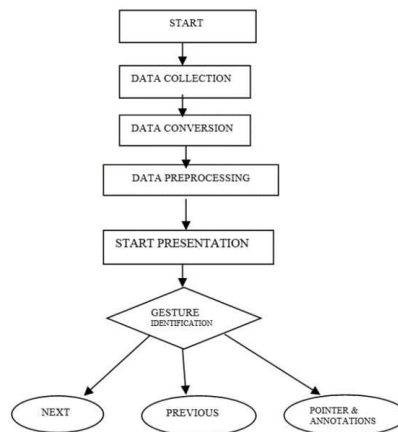 START
DATA COLLECTION
DATA CONVERSION
DATA PREPROCESSING
START PRESENTATION
GESTURE
IDENTIFICATION
NEXT
PREVIOUS
POINTER &
ANNOTATIONS